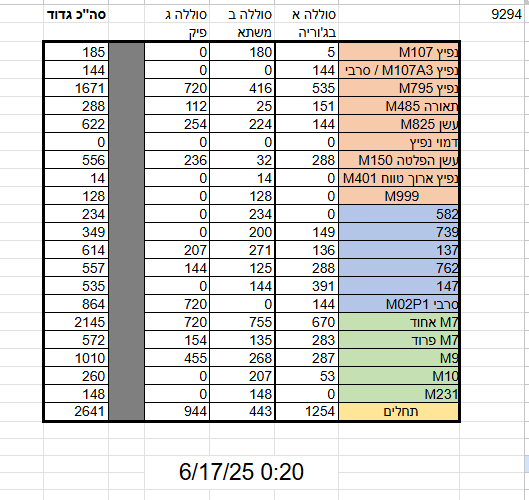 9294 סוללה א סוללה ב סוללה ג סה"כ גדוד
בג'וריה משתא פיק
נפיץ M107 5 180 0 185
נפיץ M107A3 / סרבי 144 0 0 144
נפיץ M795 535 416 720 1671
תאורה M485 151 25 112 288
עשן M825 144 224 254 622
דמוי נפיץ 0 0 0 0
עשן הפלטה M150 288 32 236 556
נפיץ ארוך טווח M401 0 14 0 14
M999 0 128 0 128
582 0 234 0 234
739 149 200 0 349
137 136 271 207 614
762 288 125 144 557
147 391 144 0 535
סרבי M02P1 144 0 720 864
M7 אחוד 670 755 720 2145
M7 פרוד 283 135 154 572
M9 287 268 455 1010
M10 53 207 0 260
M231 0 148 0 148
תחלים 1254 443 944 2641
6/17/25 0:20